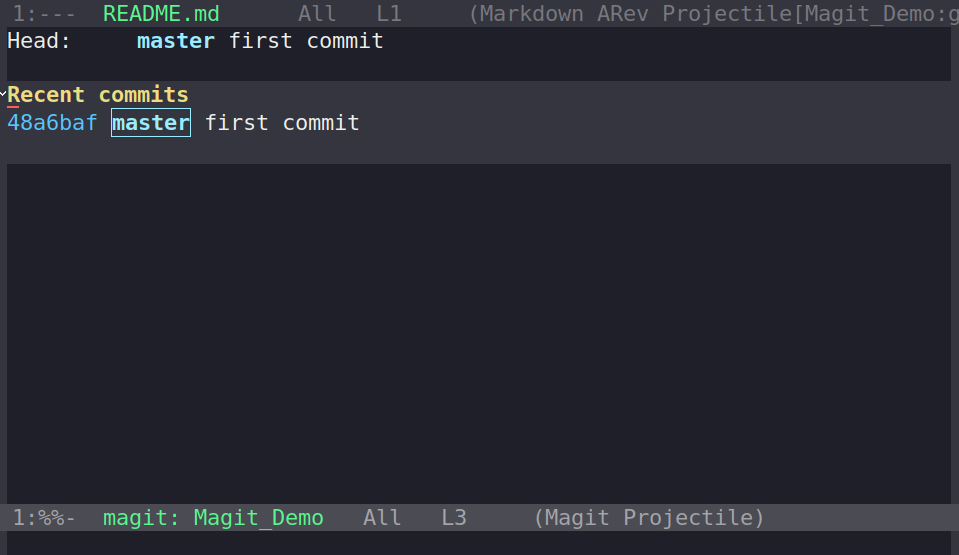 1:--- README.md All L1 (Markdown ARev Projectile[Magit_Demo:g
Head: master first commit
Recent commits
48a6baf master first commit
1:%%- magit: Magit_Demo All L3 (Magit Projectile)